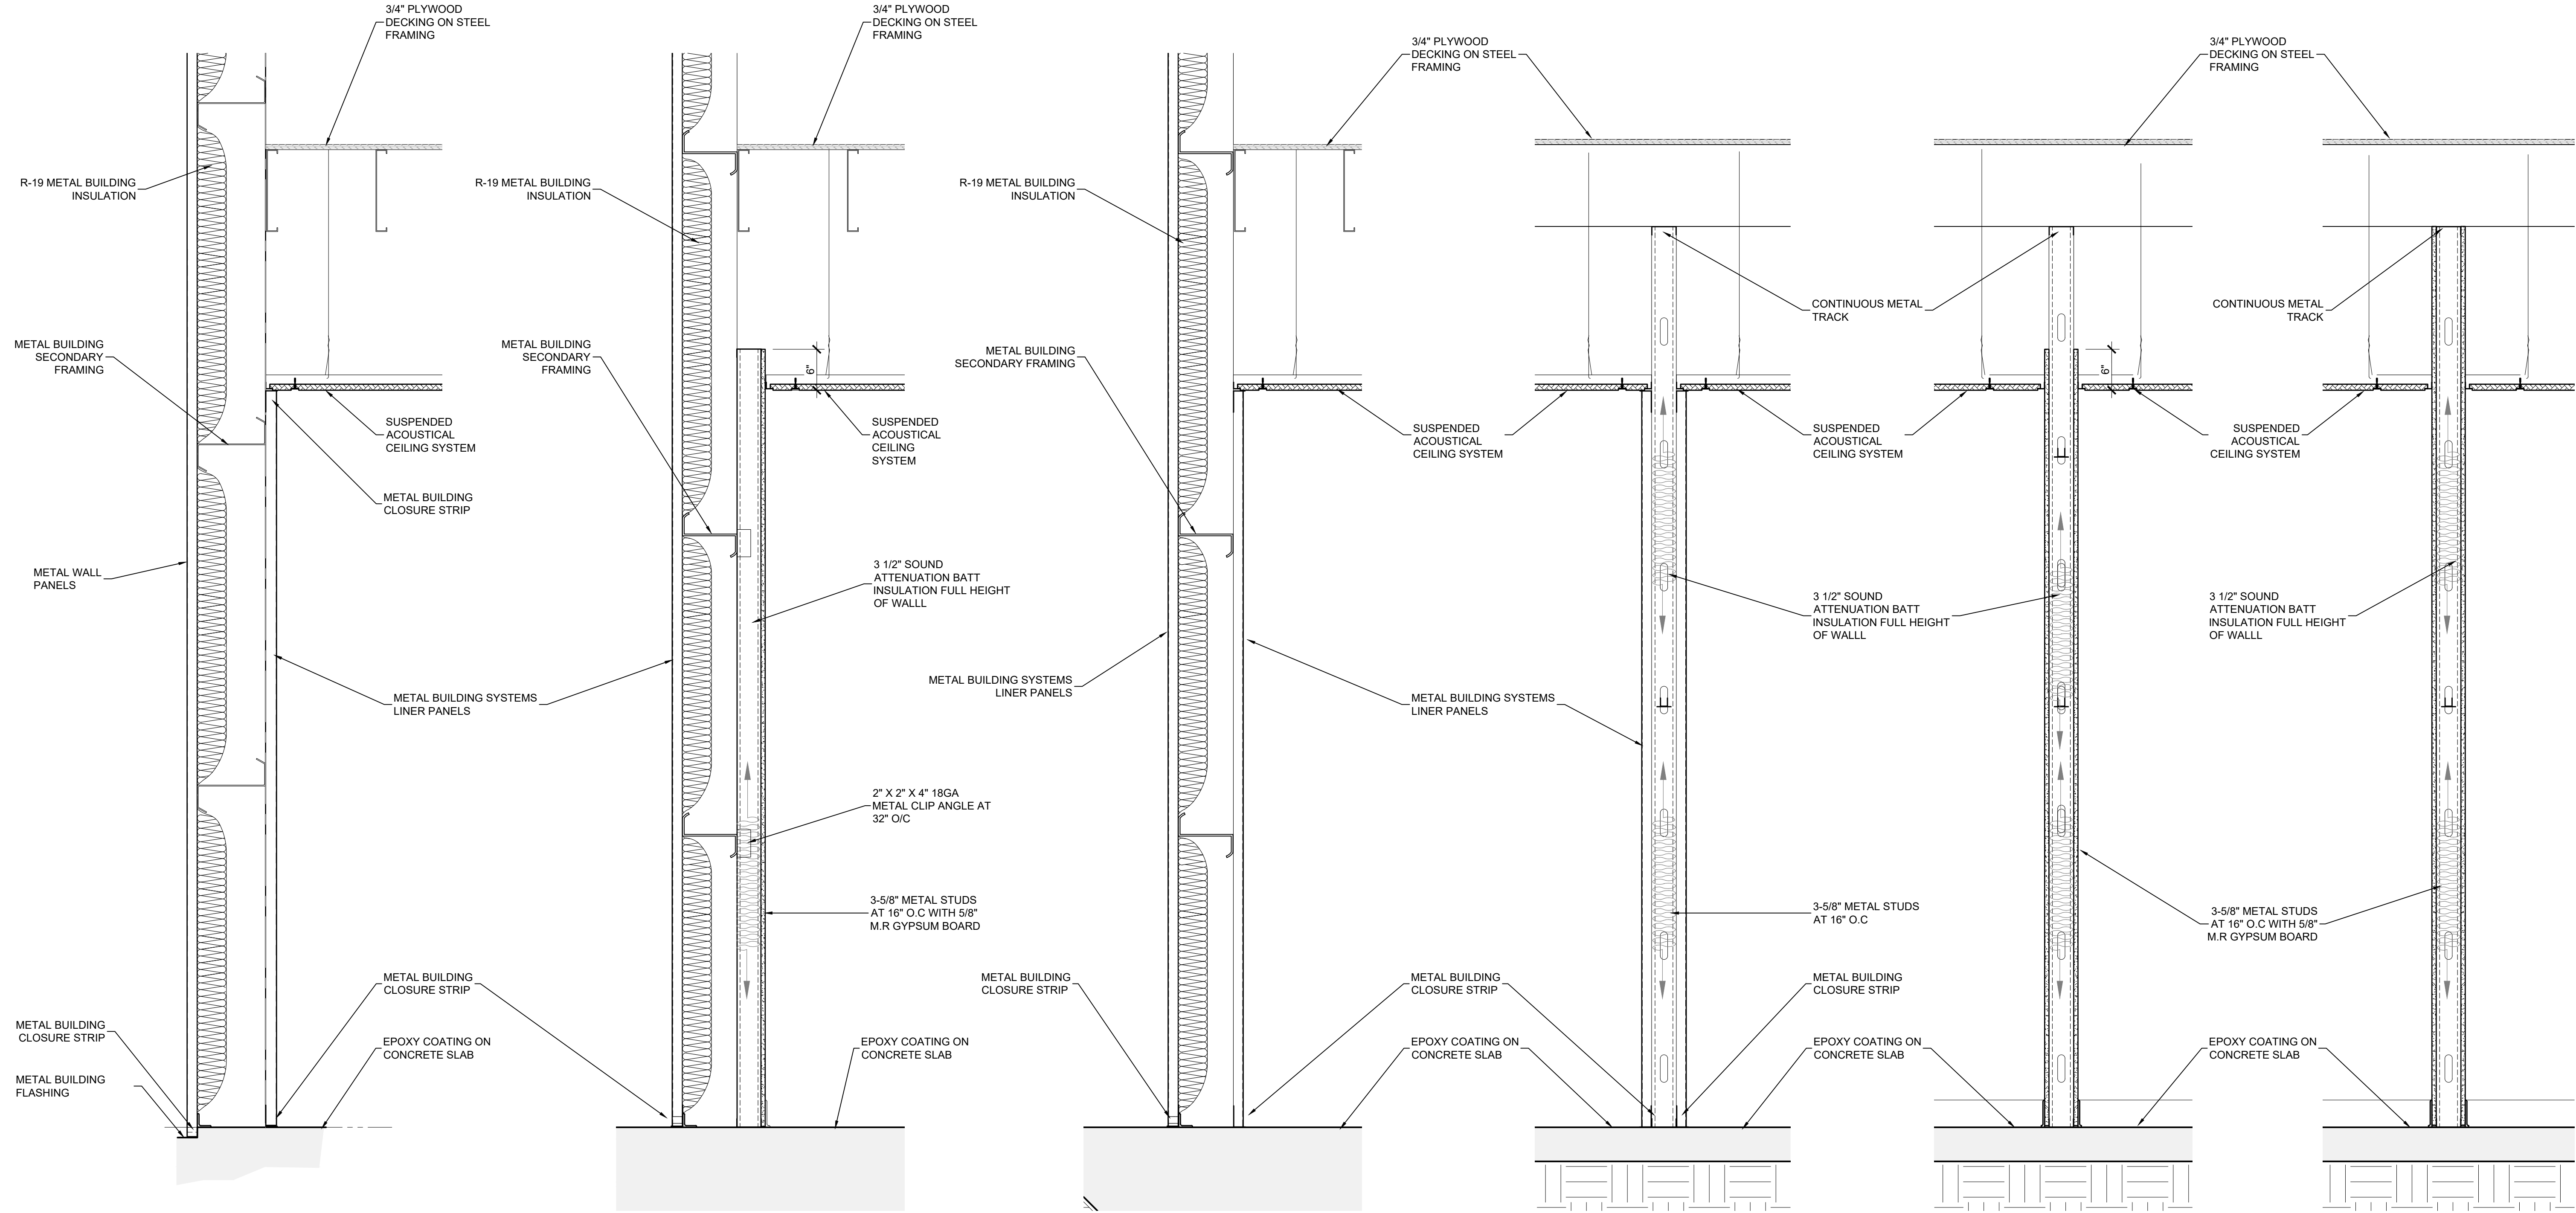 3/4" PLYWOOD
DECKING ON STEEL
FRAMING
3/4" PLYWOOD
DECKING ON STEEL
FRAMING
3/4" PLYWOOD
DECKING ON STEEL
FRAMING
3/4" PLYWOOD
DECKING ON STEEL
FRAMING
R-19 METAL BUILDING
INSULATION
R-19 METAL BUILDING
INSULATION
R-19 METAL BUILDING
INSULATION
CONTINUOUS METAL
TRACK
CONTINUOUS METAL
TRACK
METAL BUILDING
SECONDARY
FRAMING
METAL BUILDING
SECONDARY
FRAMING
METAL BUILDING
SECONDARY FRAMING
6"
6"
SUSPENDED
ACOUSTICAL
CEILING SYSTEM
SUSPENDED
ACOUSTICAL
CEILING
SYSTEM
SUSPENDED
ACOUSTICAL
CEILING SYSTEM
SUSPENDED
ACOUSTICAL
CEILING SYSTEM
SUSPENDED
ACOUSTICAL
CEILING SYSTEM
METAL BUILDING
CLOSURE STRIP
METAL WALL
PANELS
3 1/2" SOUND
ATTENUATION BATT
INSULATION FULL HEIGHT
OF WALLL
3 1/2" SOUND
ATTENUATION BATT
INSULATION FULL HEIGHT
OF WALLL
3 1/2" SOUND
ATTENUATION BATT
INSULATION FULL HEIGHT
OF WALLL
METAL BUILDING SYSTEMS
LINER PANELS
METAL BUILDING SYSTEMS
LINER PANELS
METAL BUILDING SYSTEMS
LINER PANELS
2" X 2" X 4" 18GA
METAL CLIP ANGLE AT
32" O/C
3-5/8" METAL STUDS
AT 16" O.C WITH 5/8"
M.R GYPSUM BOARD
3-5/8" METAL STUDS
AT 16" O.C
3-5/8" METAL STUDS
AT 16" O.C WITH 5/8"
M.R GYPSUM BOARD
METAL BUILDING
CLOSURE STRIP
METAL BUILDING
CLOSURE STRIP
METAL BUILDING
CLOSURE STRIP
METAL BUILDING
CLOSURE STRIP
METAL BUILDING
CLOSURE STRIP
EPOXY COATING ON
CONCRETE SLAB
EPOXY COATING ON
CONCRETE SLAB
EPOXY COATING ON
CONCRETE SLAB
EPOXY COATING ON
CONCRETE SLAB
EPOXY COATING ON
CONCRETE SLAB
METAL BUILDING
FLASHING